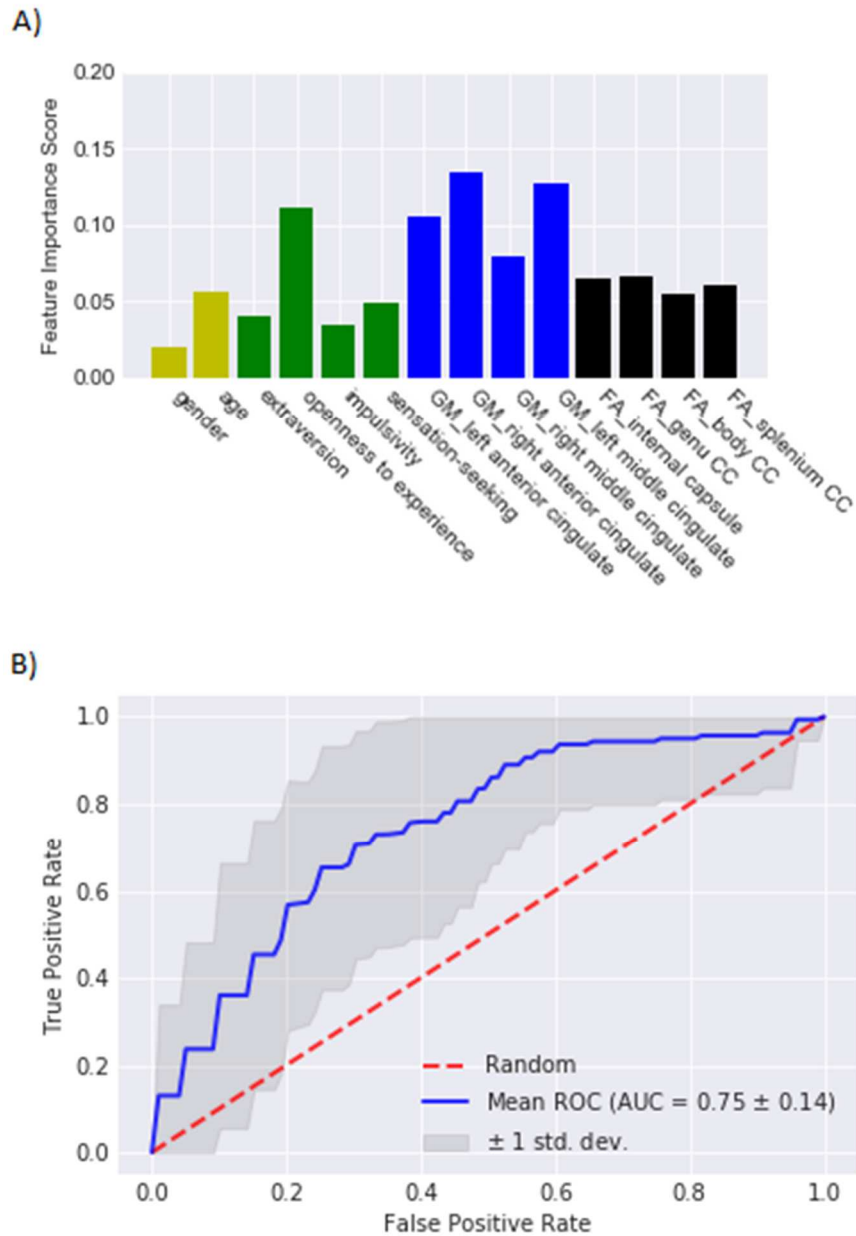 A)
Feature Importance Score
0.20
0.15
0.10
0.05
0.00
gender
age
extraversion
openness to experience
impulsivity
sensation-seeking
GM_left anterior cingulate
GM_right anterior cingulate
GM_right middle cingulate
GM_left middle cingulate
FA_internal capsule
FA_genu CC
FA_body CC
FA_splenium CC
B)
True Positive Rate
1.0
0.8
0.6
0.4
0.2
0.0
Random
Mean ROC (AUC = 0.75 ± 0.14)
± 1 std. dev.
0.0 0.2 0.4 0.6 0.8 1.0
False Positive Rate